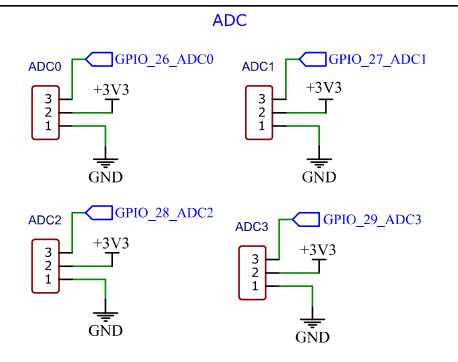 ADC
ADC0
GPIO_26_ADC0
+3V3
3
2
1
GND
ADC1
GPIO_27_ADC1
+3V3
3
2
1
GND
ADC2
GPIO_28_ADC2
+3V3
3
2
1
GND
ADC3
GPIO_29_ADC3
+3V3
3
2
1
GND